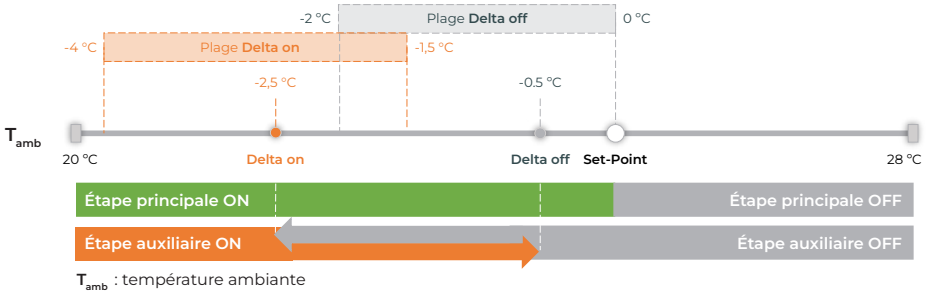 -2 °C
Plage Delta off
0 °C
-4 °C
Plage Delta on
-1,5 °C
-2,5 °C
-0.5 °C
Tamb
20 °C
Delta on
Delta off
Set-Point
28 °C
Étape principale ON
Étape principale OFF
Étape auxiliaire ON
Étape auxiliaire OFF
Tamb : température ambiante